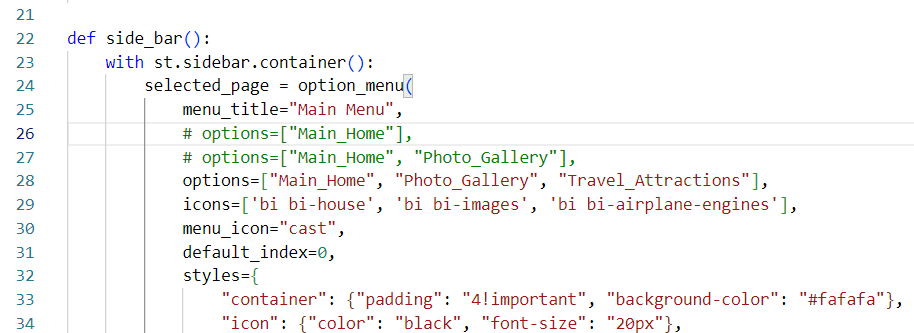 21
22 def side_bar():
23     with st.sidebar.container():
24         selected_page = option_menu(
25             menu_title="Main Menu",
26             # options=["Main_Home"],
27             # options=["Main_Home", "Photo_Gallery"],
28             options=["Main_Home", "Photo_Gallery", "Travel_Attractions"],
29             icons=['bi bi-house', 'bi bi-images', 'bi bi-airplane-engines'],
30             menu_icon="cast",
31             default_index=0,
32             styles={
33                 "container": {"padding": "4!important", "background-color": "#fafafa"},
34                 "icon": {"color": "black", "font-size": "20px"},